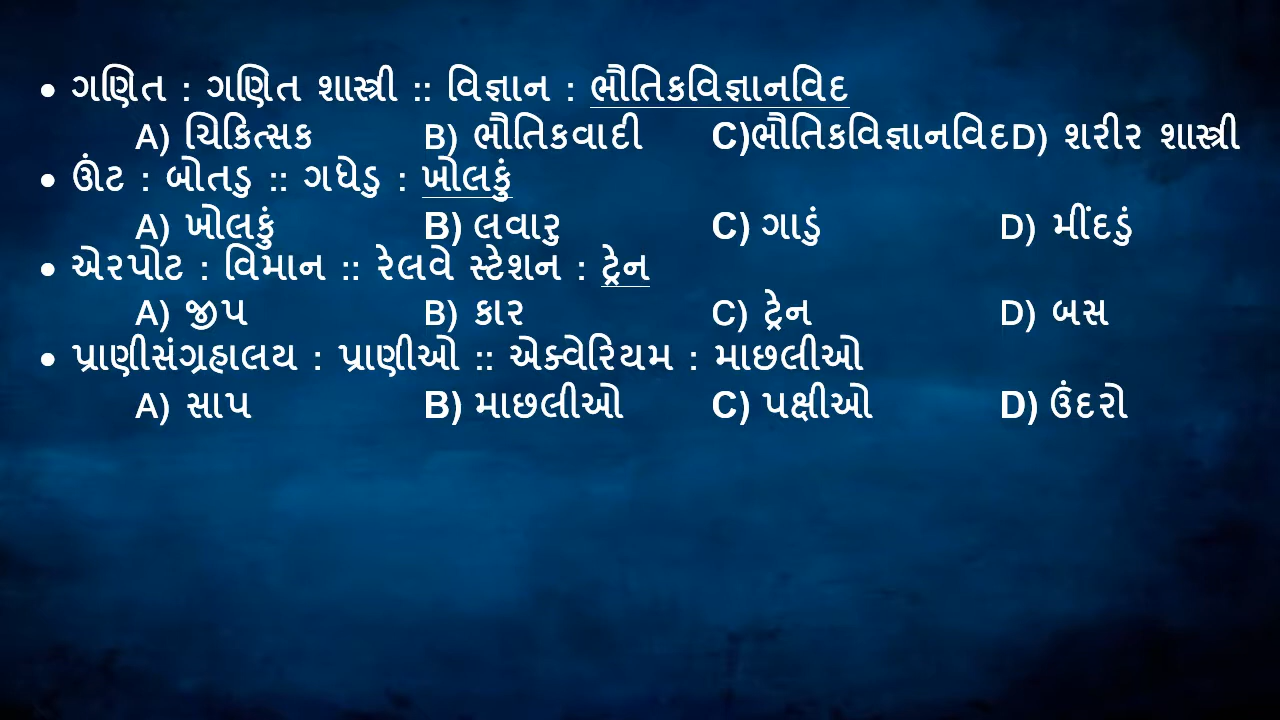 • ગણિત : ગણિત શાસ્ત્રી :: વિજ્ઞાન : ભૌતિકવિજ્ઞાનવિદ
A) ચિકિત્સક B) ભૌતિકવાદી C)ભૌતિકવિજ્ઞાનવિદD) શરીર શાસ્ત્રી
• ઊંટ : બોતડુ :: ગધેડુ : ખોલકું
A) ખોલકું B) લવારુ C) ગાડું D) મીંદડું
• એરપોટ : વિમાન :: રેલવે સ્ટેશન : ટ્રેન
A) જીપ B) કાર C) ટ્રેન D) બસ
• પ્રાણીસંગ્રહાલય : પ્રાણીઓ :: એક્વેરિયમ : માછલીઓ
A) સાપ B) માછલીઓ C) પક્ષીઓ D) ઉંદરો